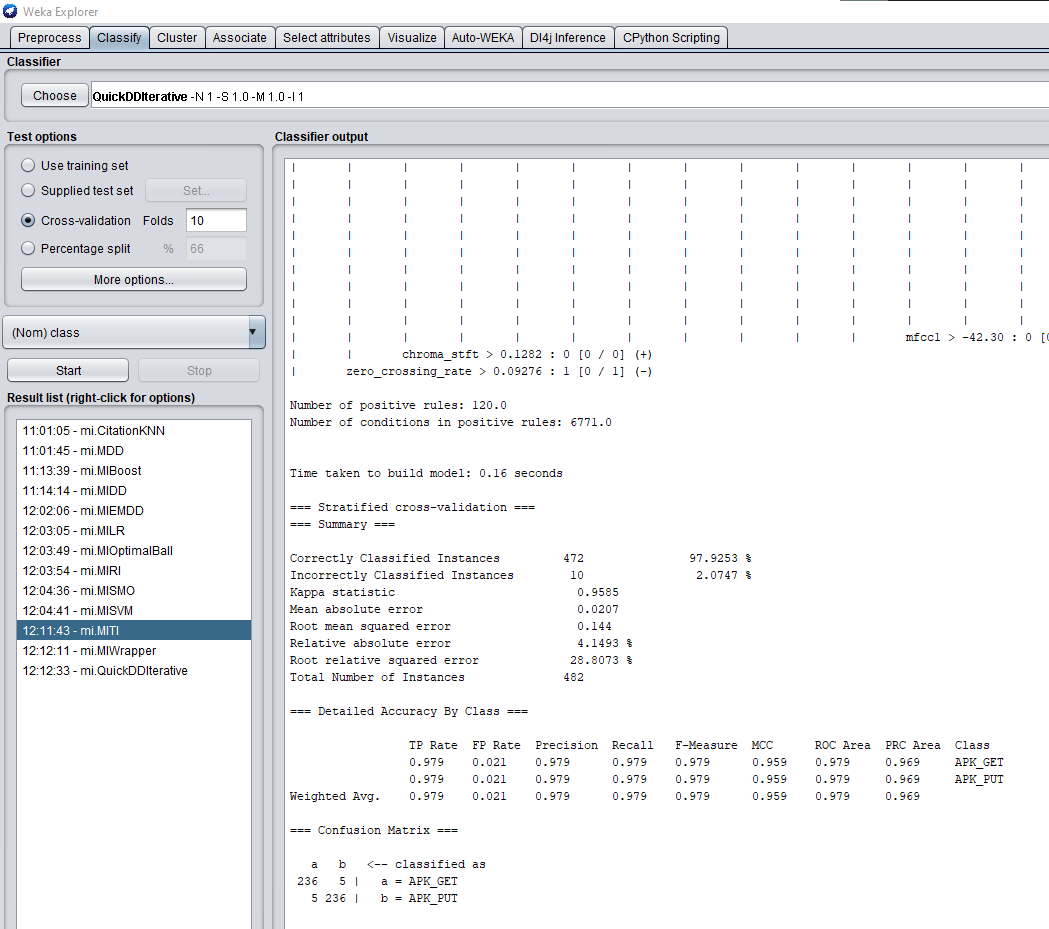 Weka Explorer
Preprocess Classify Cluster Associate Select attributes Visualize Auto-WEKA Dl4j Inference CPython Scripting
Classifier
Choose QuickDDIterative -N 1 -S 1.0 -M 1.0 -I 1
Test options
Use training set
Supplied test set Set...
Cross-validation Folds 10
Percentage split % 66
More options...
(Nom) class
Start Stop
Result list (right-click for options)
11:01:05 - mi.CitationKNN
11:01:45 - mi.MDD
11:13:39 - mi.MIBoost
11:14:14 - mi.MIDD
12:02:06 - mi.MIEMDD
12:03:05 - mi.MILR
12:03:49 - mi.MIOptimalBall
12:03:54 - mi.MIRI
12:04:36 - mi.MISMO
12:04:41 - mi.MISVM
12:11:43 - mi.MITI
12:12:11 - mi.MIWrapper
12:12:33 - mi.QuickDDIterative
Classifier output
mfcc1 > -42.30 : 0 [0
| | chroma_stft > 0.1282 : 0 [0 / 0] (+)
| zero_crossing_rate > 0.09276 : 1 [0 / 1] (-)
Number of positive rules: 120.0
Number of conditions in positive rules: 6771.0
Time taken to build model: 0.16 seconds
=== Stratified cross-validation ===
=== Summary ===
Correctly Classified Instances 472 97.9253 %
Incorrectly Classified Instances 10 2.0747 %
Kappa statistic 0.9585
Mean absolute error 0.0207
Root mean squared error 0.144
Relative absolute error 4.1493 %
Root relative squared error 28.8073 %
Total Number of Instances 482
=== Detailed Accuracy By Class ===
TP Rate FP Rate Precision Recall F-Measure MCC ROC Area PRC Area Class
0.979 0.021 0.979 0.979 0.979 0.959 0.979 0.969 APK_GET
0.979 0.021 0.979 0.979 0.979 0.959 0.979 0.969 APK_PUT
Weighted Avg. 0.979 0.021 0.979 0.979 0.979 0.959 0.979 0.969
=== Confusion Matrix ===
a b <-- classified as
236 5 | a = APK_GET
5 236 | b = APK_PUT